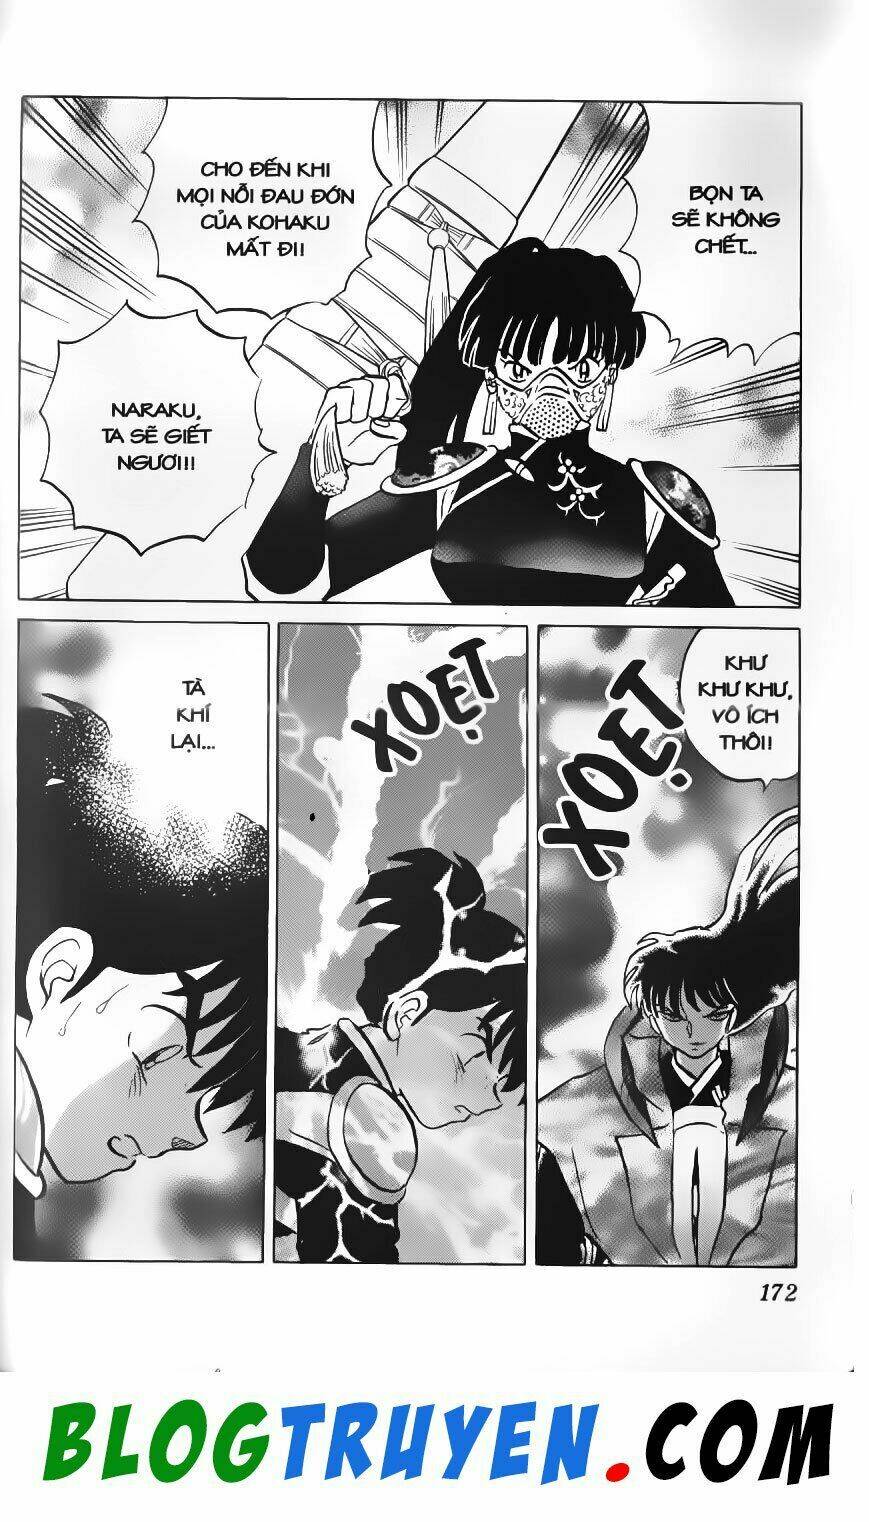 BỌN TA
SẼ KHÔNG
CHẾT...
CHO ĐẾN KHI
MỌI NỖI ĐAU ĐỚN
CỦA KOHAKU
MẤT ĐI!
NARAKU,
TA SẼ GIẾT
NGƯƠI!!!
KHƯ
KHƯ KHƯ,
VÔ ÍCH
THÔI!
XOẸT
XOẸT
TÀ
KHÍ
LẠI...
172
BLOGTRUYEN.COM